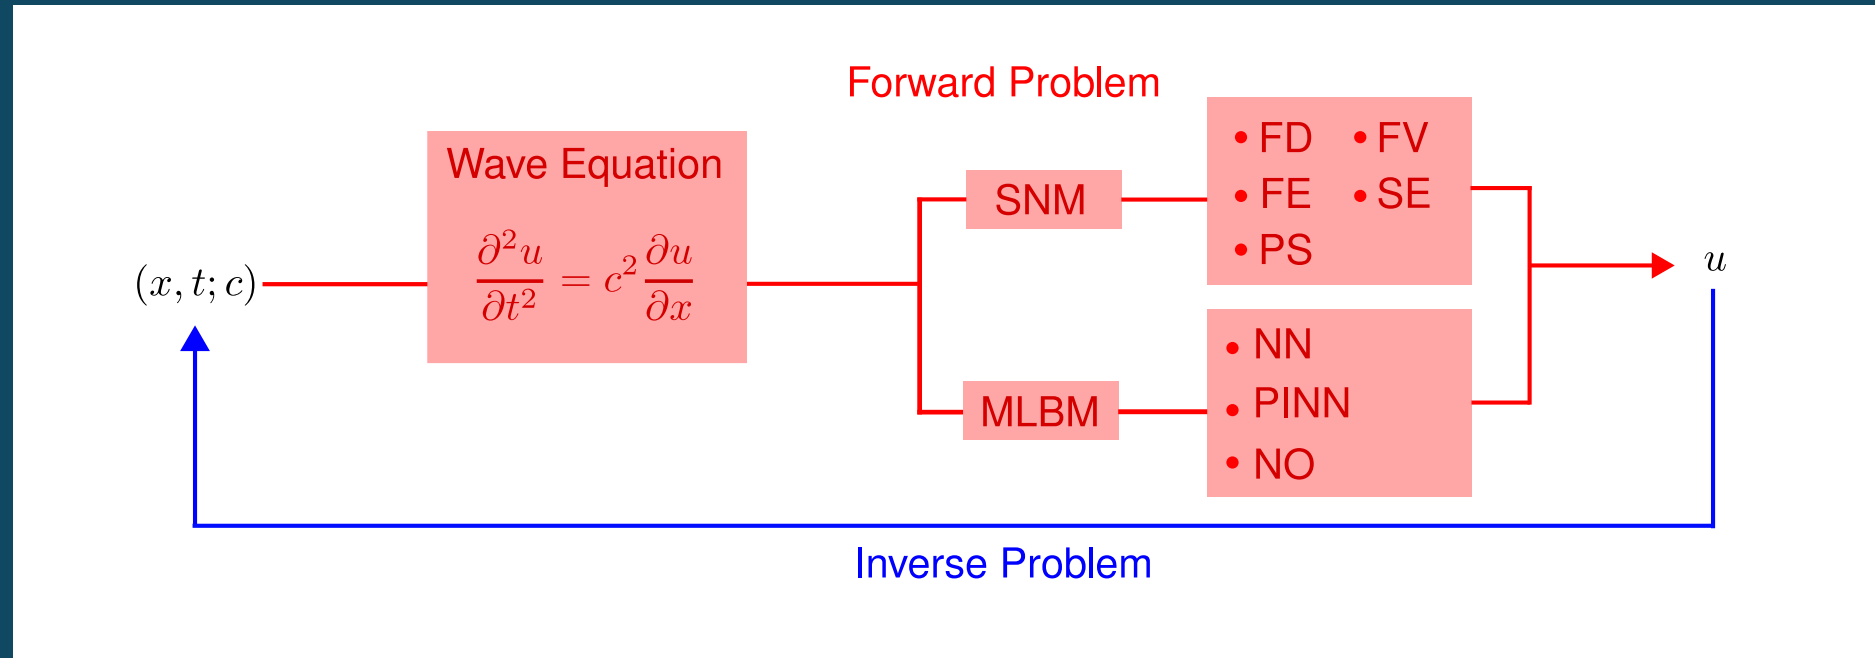 Forward Problem
Wave Equation
∂²u/∂t² = c² ∂u/∂x
(x, t; c)
SNM
• FD • FV
• FE • SE
• PS
MLBM
• NN
• PINN
• NO
u
Inverse Problem